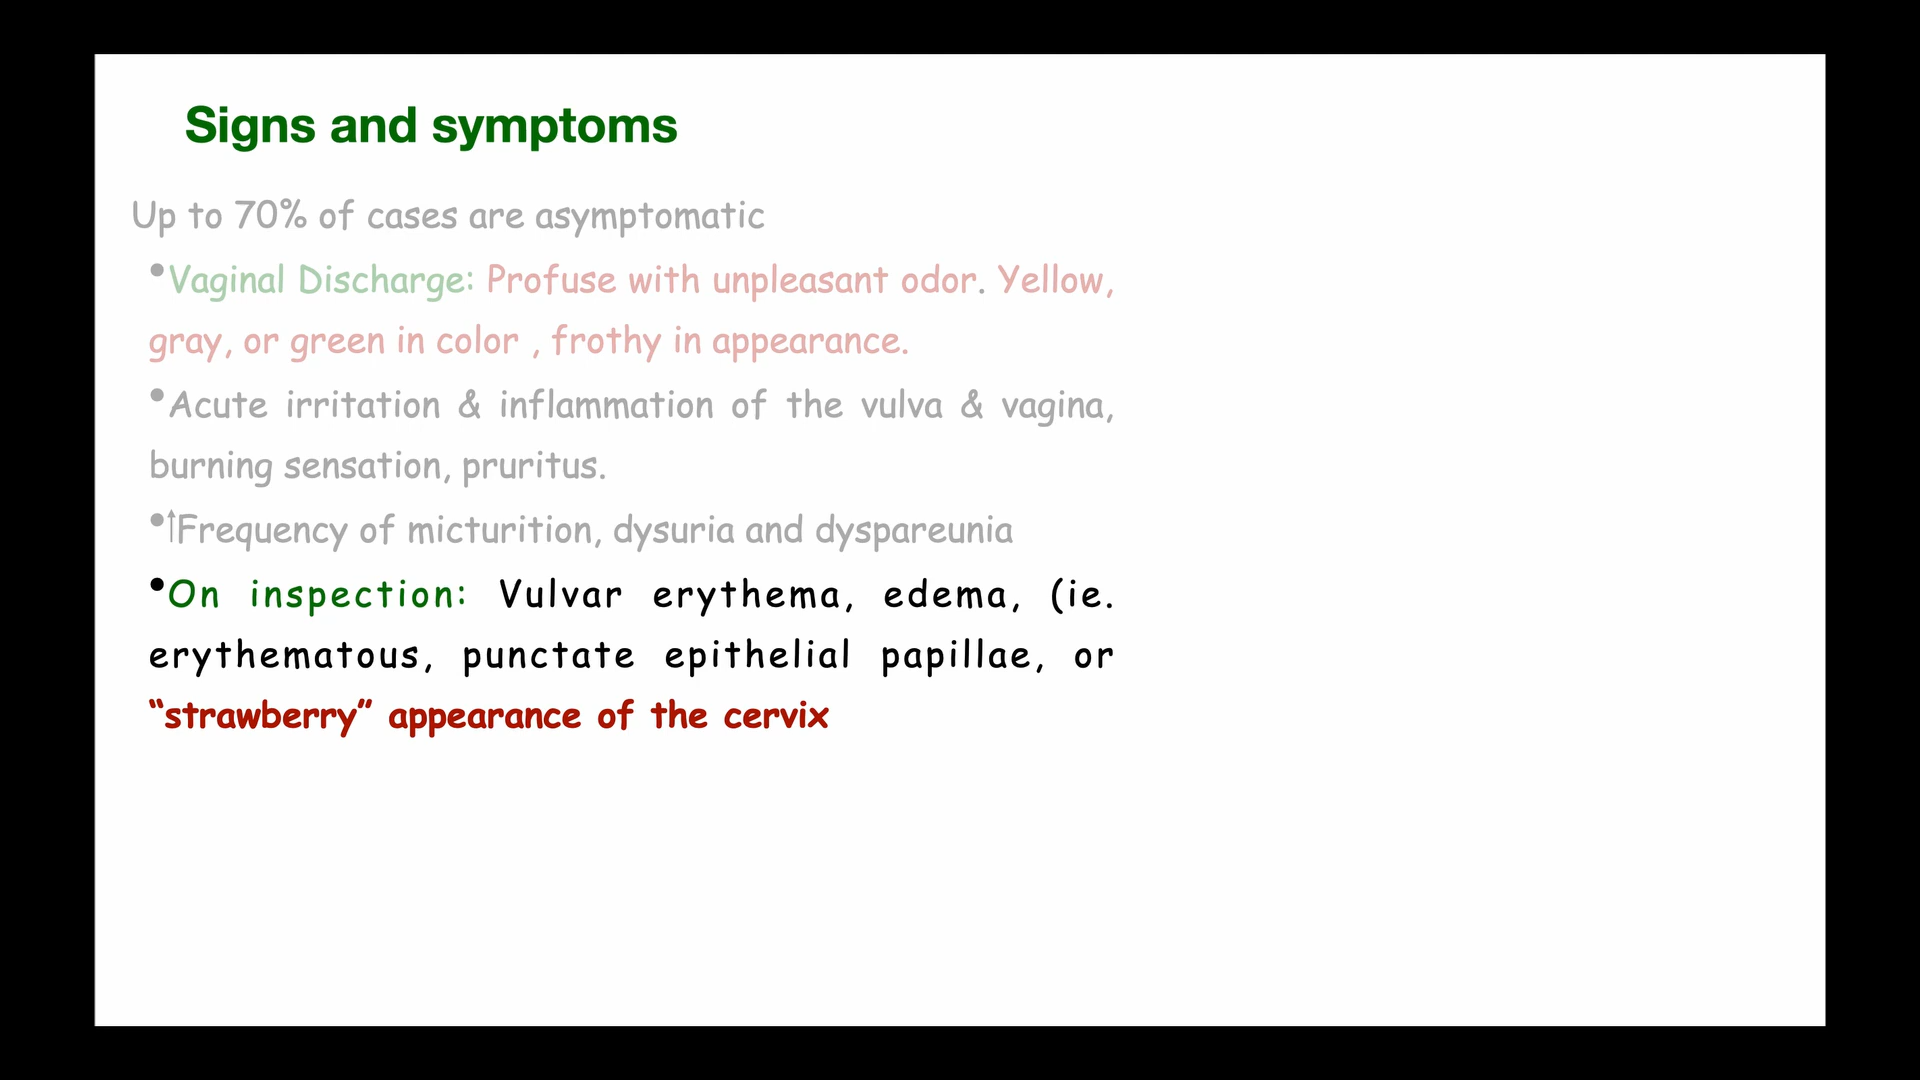 Signs and symptoms
Up to 70% of cases are asymptomatic
•Vaginal Discharge: Profuse with unpleasant odor. Yellow,
gray, or green in color , frothy in appearance.
•Acute irritation & inflammation of the vulva & vagina,
burning sensation, pruritus.
•↑Frequency of micturition, dysuria and dyspareunia
•On inspection: Vulvar erythema, edema, (ie.
erythematous, punctate epithelial papillae, or
“strawberry” appearance of the cervix